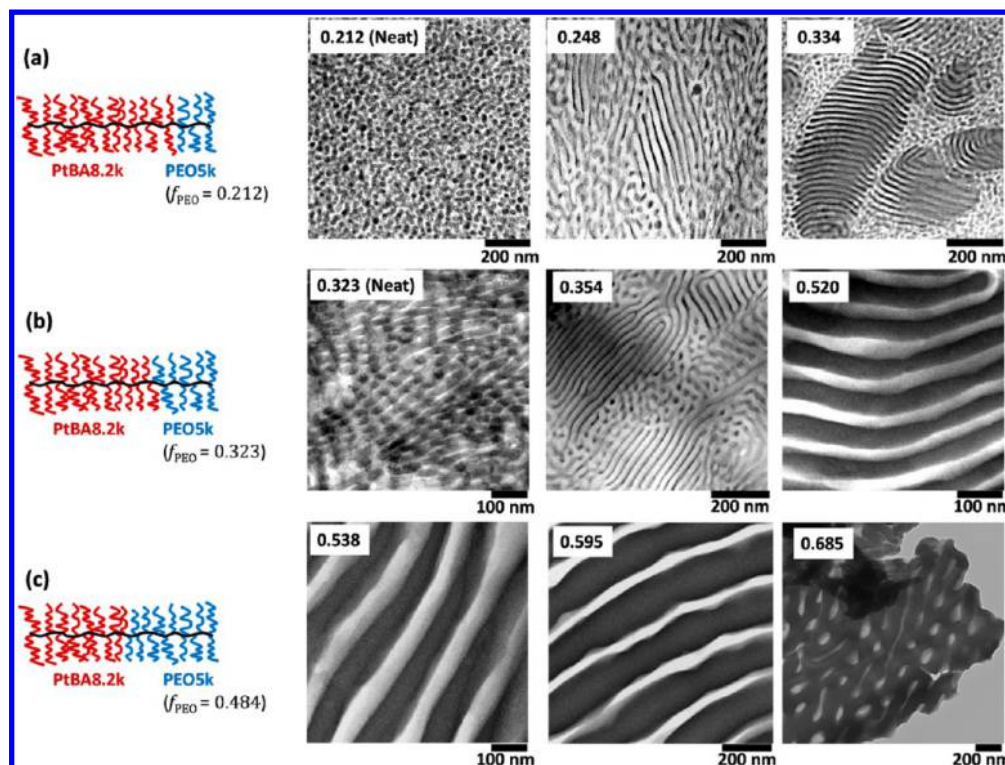 (a)
PtBA8.2k
PEO5k
(fPEO = 0.212)
0.212 (Neat)
0.248
0.334
200 nm
200 nm
200 nm
(b)
PtBA8.2k
PEO5k
(fPEO = 0.323)
0.323 (Neat)
0.354
0.520
100 nm
200 nm
100 nm
(c)
PtBA8.2k
PEO5k
(fPEO = 0.484)
0.538
0.595
0.685
100 nm
200 nm
200 nm